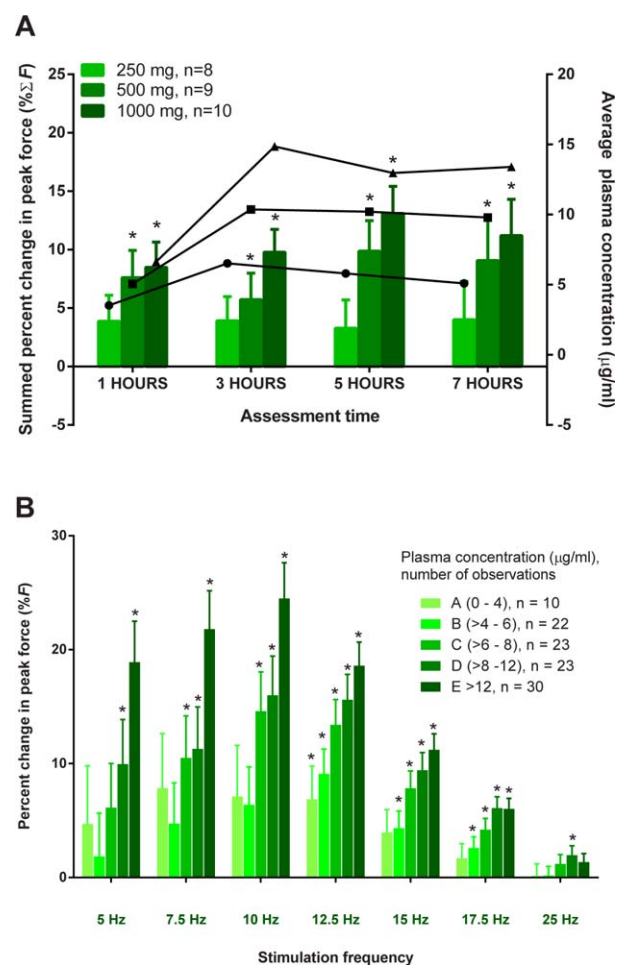 A
250 mg, n=8
500 mg, n=9
1000 mg, n=10
Summed percent change in peak force (%Σ F)
25
20
15
10
5
0
-5
20
15
10
5
0
-5
Average plasma concentration (µg/ml)
* * * * * * * *
1 HOURS 3 HOURS 5 HOURS 7 HOURS
Assessment time
B
Percent change in peak force (%F)
30
20
10
0
Plasma concentration (µg/ml),
number of observations
A (0 - 4), n = 10
B (>4 - 6), n = 22
C (>6 - 8), n = 23
D (>8 -12), n = 23
E >12, n = 30
* * * * * * * * * * * * * * * * * * * * * * *
5 Hz 7.5 Hz 10 Hz 12.5 Hz 15 Hz 17.5 Hz 25 Hz
Stimulation frequency